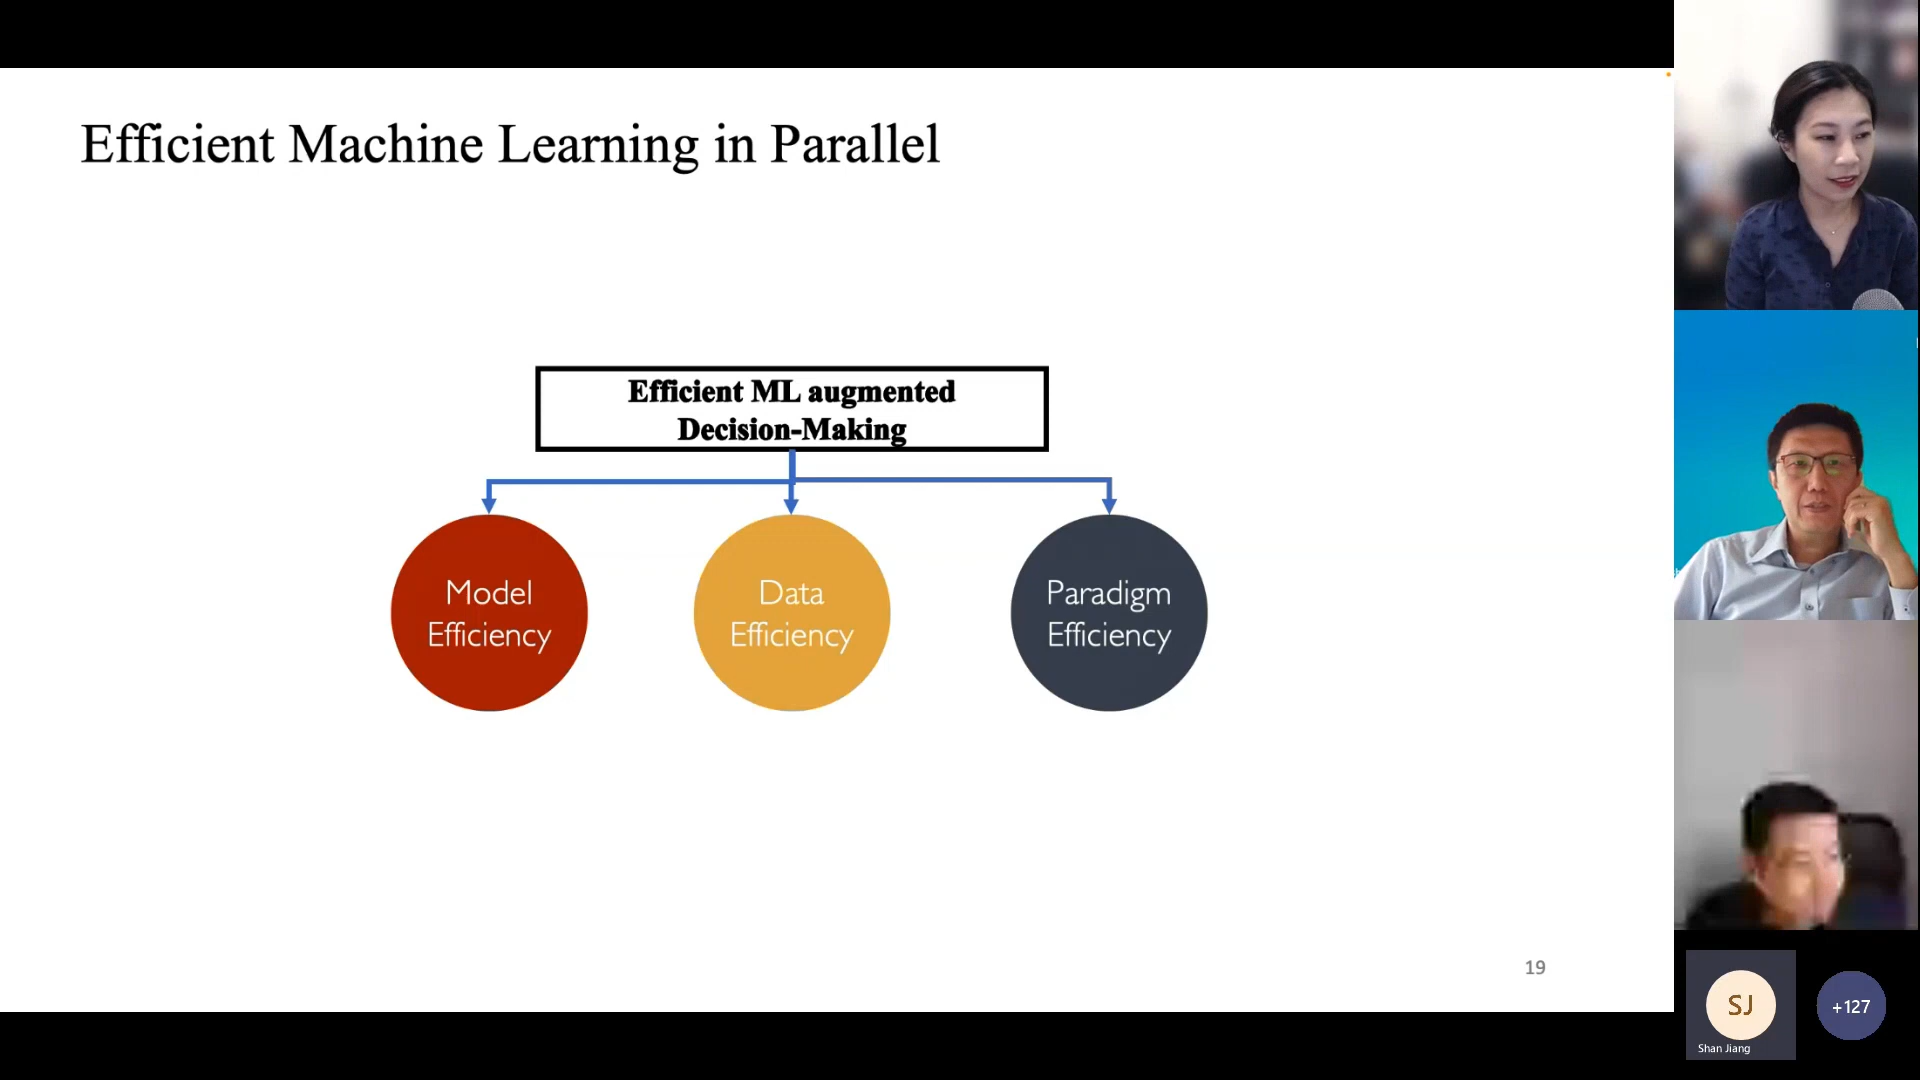 Efficient Machine Learning in Parallel
Efficient ML augmented
Decision-Making
Model
Efficiency
Data
Efficiency
Paradigm
Efficiency
19
SJ
Shan Jiang
+127